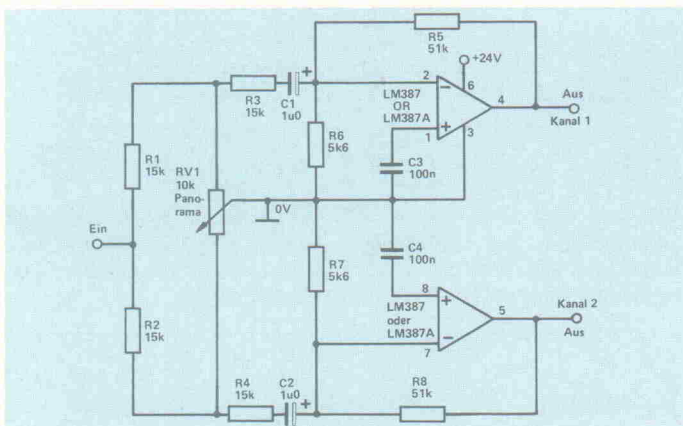 R5
51k
+24V
R3
15k
C1
1u0
+
2
LM387
OR
LM387A
1
6
4
3
Aus
Kanal 1
R1
15k
RV1
10k
Pano-
rama
R6
5k6
C3
100n
Ein
0V
R7
5k6
C4
100n
R2
15k
8
LM387
oder
LM387A
7
5
Kanal 2
Aus
R4
15k
C2
1u0
+
R8
51k